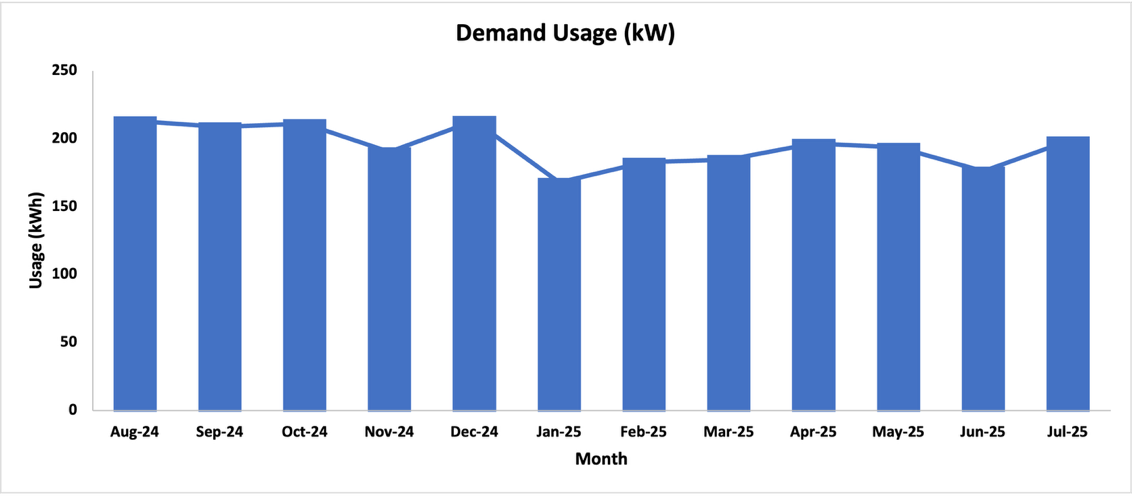 Demand Usage (kW)
250
200
150
100
50
0
Usage (kWh)
Aug-24 Sep-24 Oct-24 Nov-24 Dec-24 Jan-25 Feb-25 Mar-25 Apr-25 May-25 Jun-25 Jul-25
Month